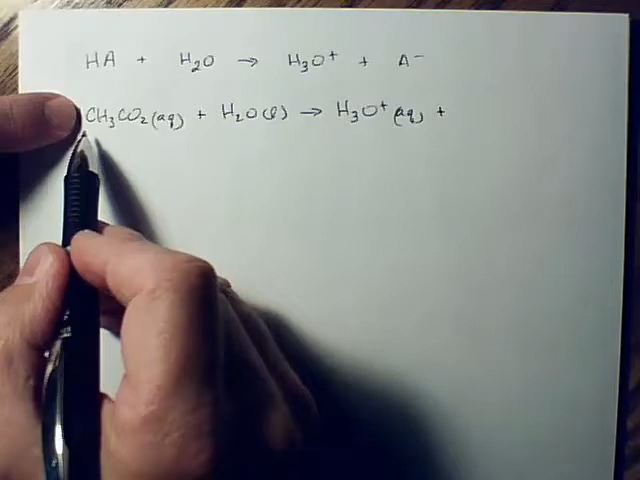 HA + H₂O → H₃O⁺ + A⁻
CH₃CO₂(aq) + H₂O(l) → H₃O⁺(aq) +